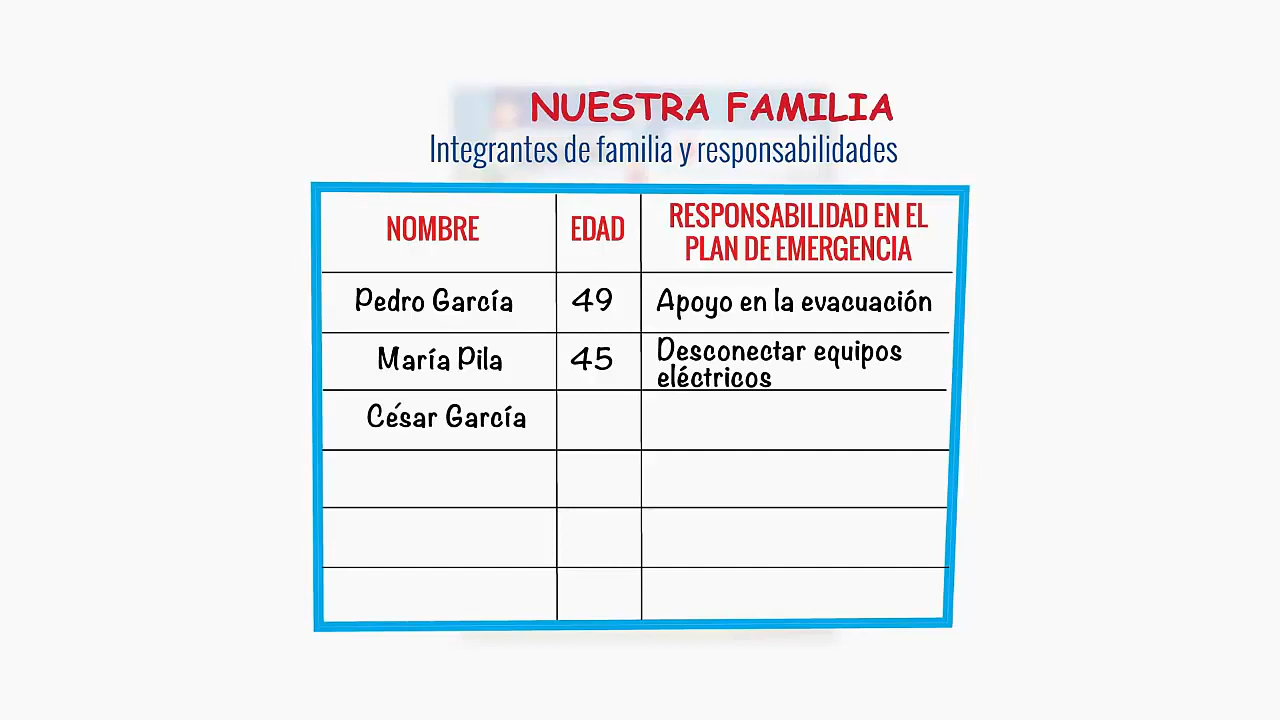 NUESTRA FAMILIA
Integrantes de familia y responsabilidades
NOMBRE EDAD RESPONSABILIDAD EN EL
PLAN DE EMERGENCIA
Pedro García 49 Apoyo en la evacuación
María Pila 45 Desconectar equipos
eléctricos
César García